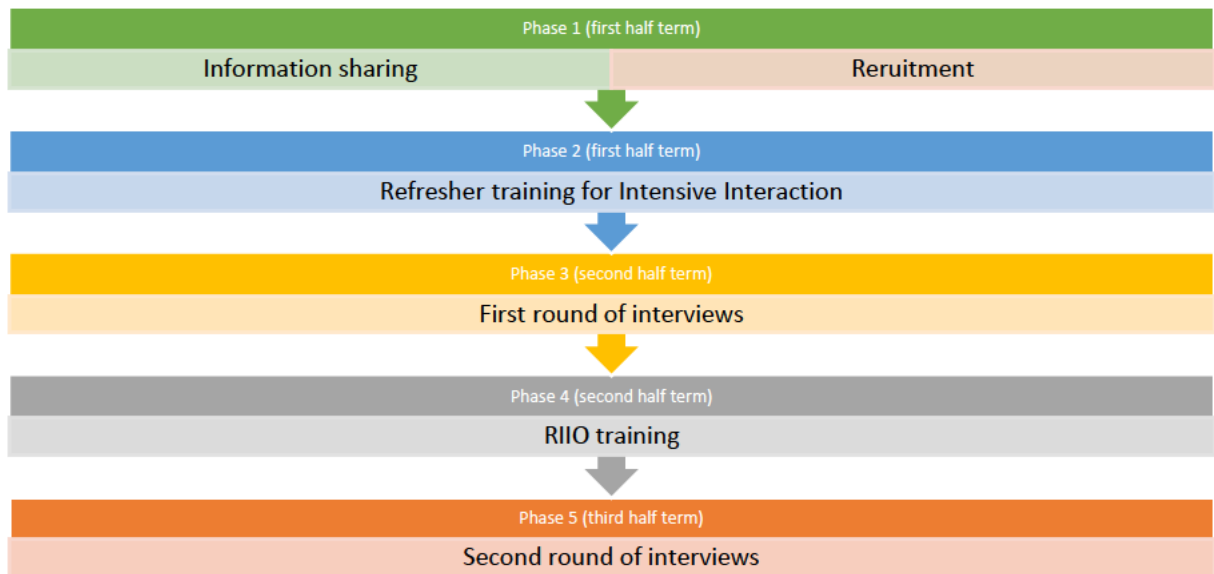 Phase 1 (first half term)
Information sharing Reruitment
Phase 2 (first half term)
Refresher training for Intensive Interaction
Phase 3 (second half term)
First round of interviews
Phase 4 (second half term)
RIIO training
Phase 5 (third half term)
Second round of interviews